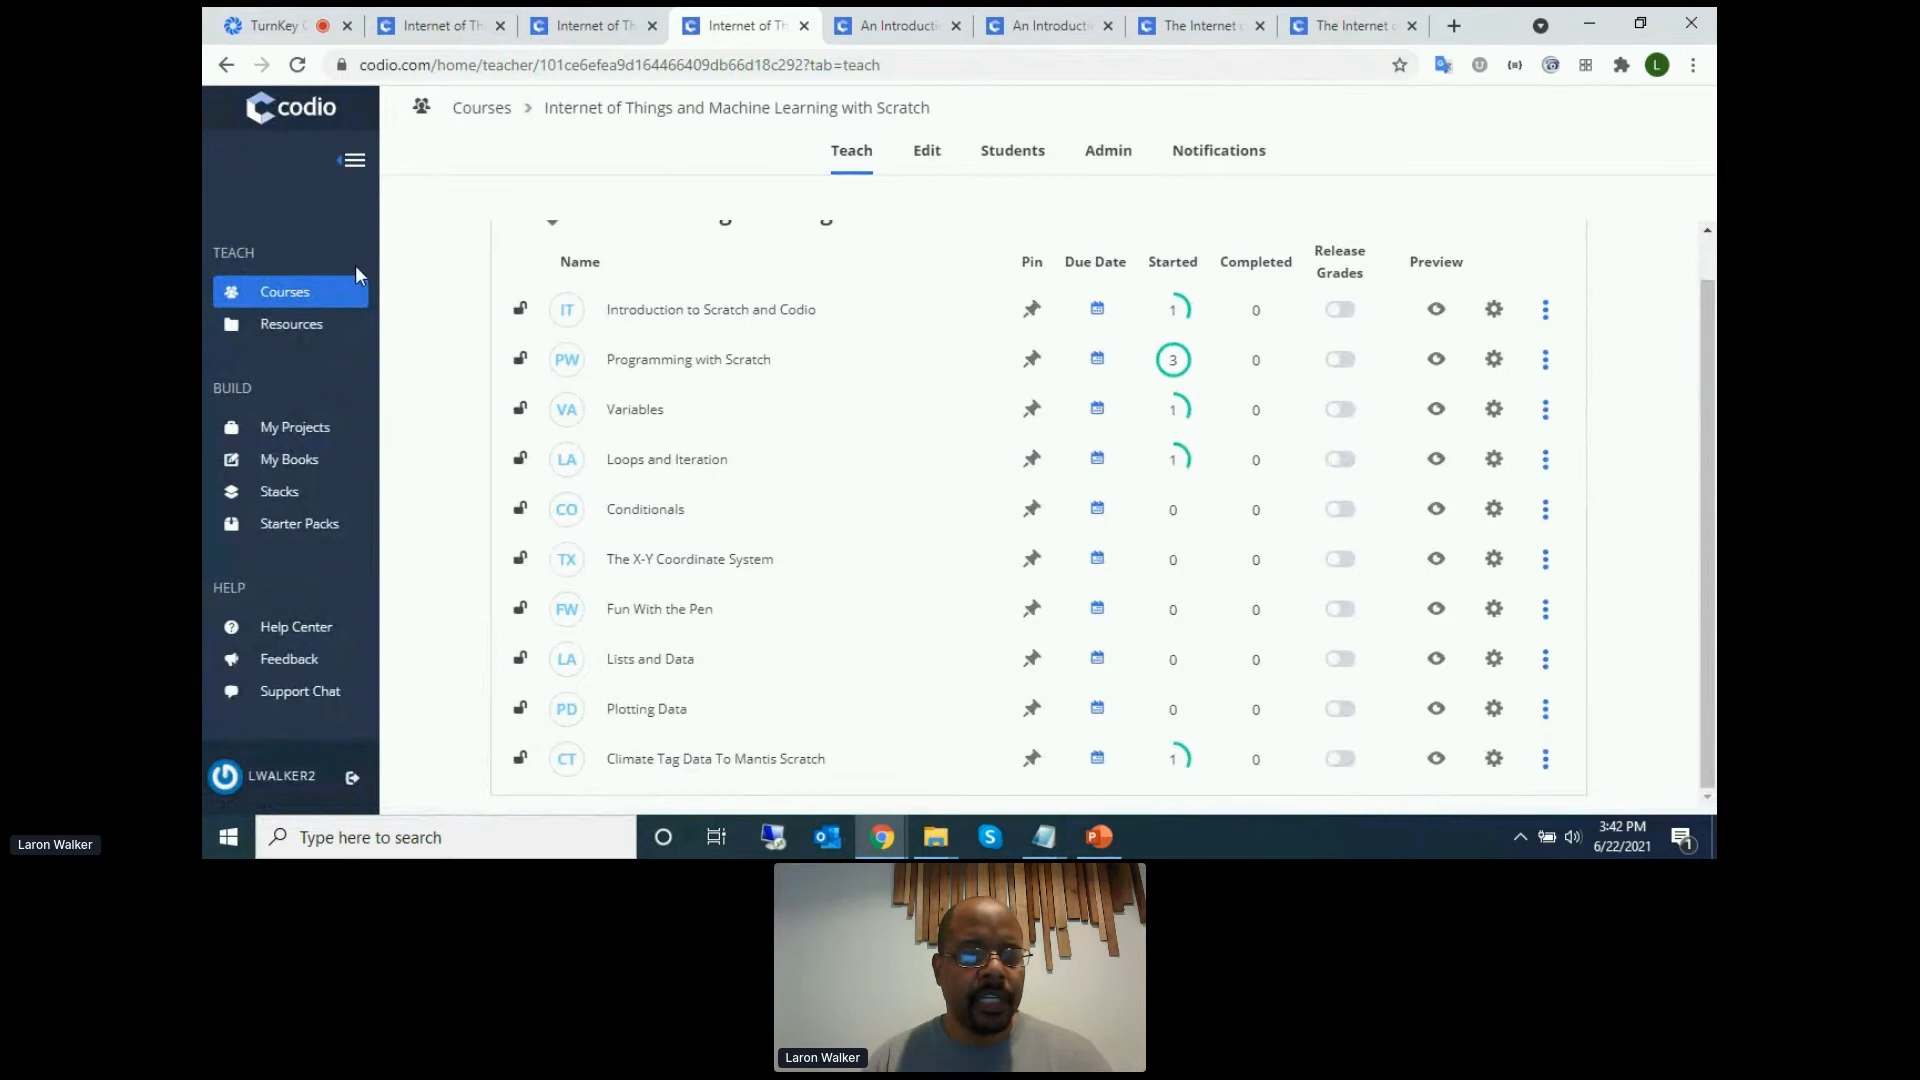 TurnKey
Internet of Th
Internet of Th
Internet of Th
An Introducti
An Introducti
The Internet
The Internet
codio.com/home/teacher/101ce6efea9d164466409db66d18c292?tab=teach
L
codio
Courses > Internet of Things and Machine Learning with Scratch
Teach
Edit
Students
Admin
Notifications
TEACH
Courses
Resources
BUILD
My Projects
My Books
Stacks
Starter Packs
HELP
Help Center
Feedback
Support Chat
LWALKER2
Name Pin Due Date Started Completed Release Grades Preview
IT Introduction to Scratch and Codio 1 0
PW Programming with Scratch 3 0
VA Variables 1 0
LA Loops and Iteration 1 0
CO Conditionals 0 0
TX The X-Y Coordinate System 0 0
FW Fun With the Pen 0 0
LA Lists and Data 0 0
PD Plotting Data 0 0
CT Climate Tag Data To Mantis Scratch 1 0
Type here to search
3:42 PM
6/22/2021
1
Laron Walker
Laron Walker